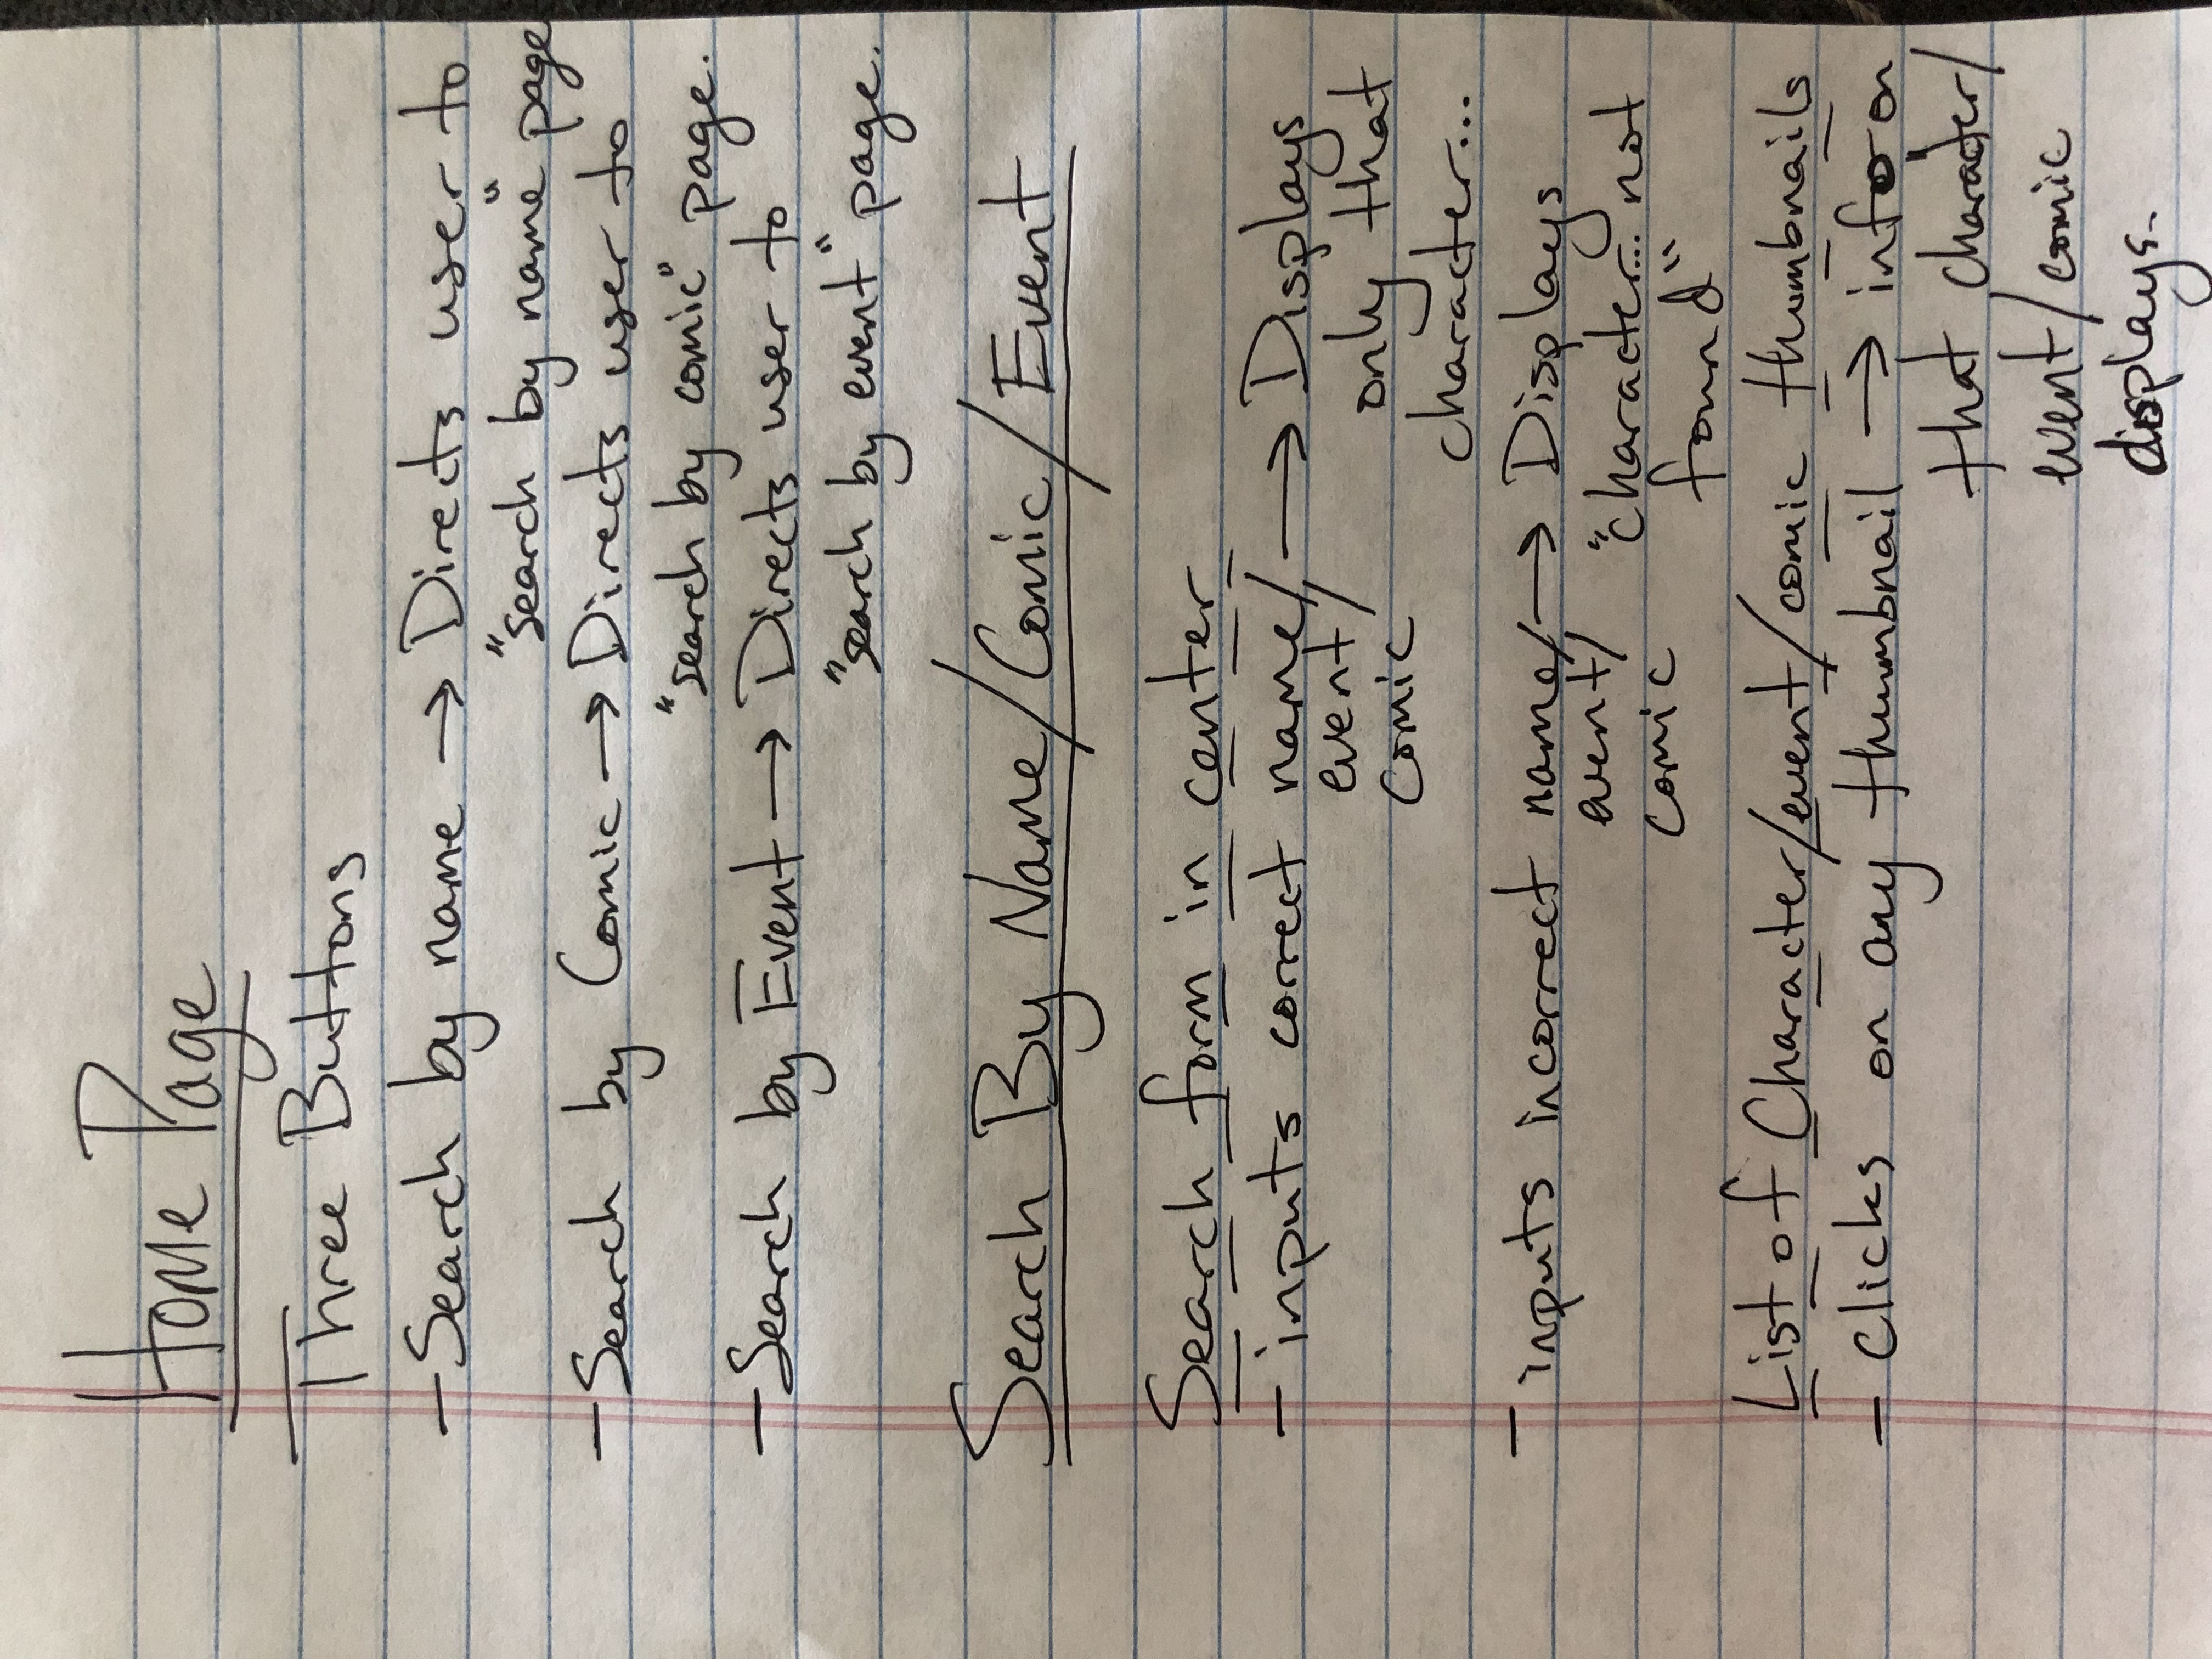 Home Page
Three Buttons
- Search by name → Directs user to
"search by name" page
- Search by Comic → Directs user to
"search by comic" page.
- Search by Event → Directs user to
"search by event" page.
Search By Name/Comic/Event
Search form in center
- inputs correct name/ → Displays
event/ only that
comic character...
- inputs incorrect name/ → Displays
event/ "character... not
comic found"
List of Character/event/comic thumbnails
- clicks on any thumbnail → info on
that character/
event/comic
displays.